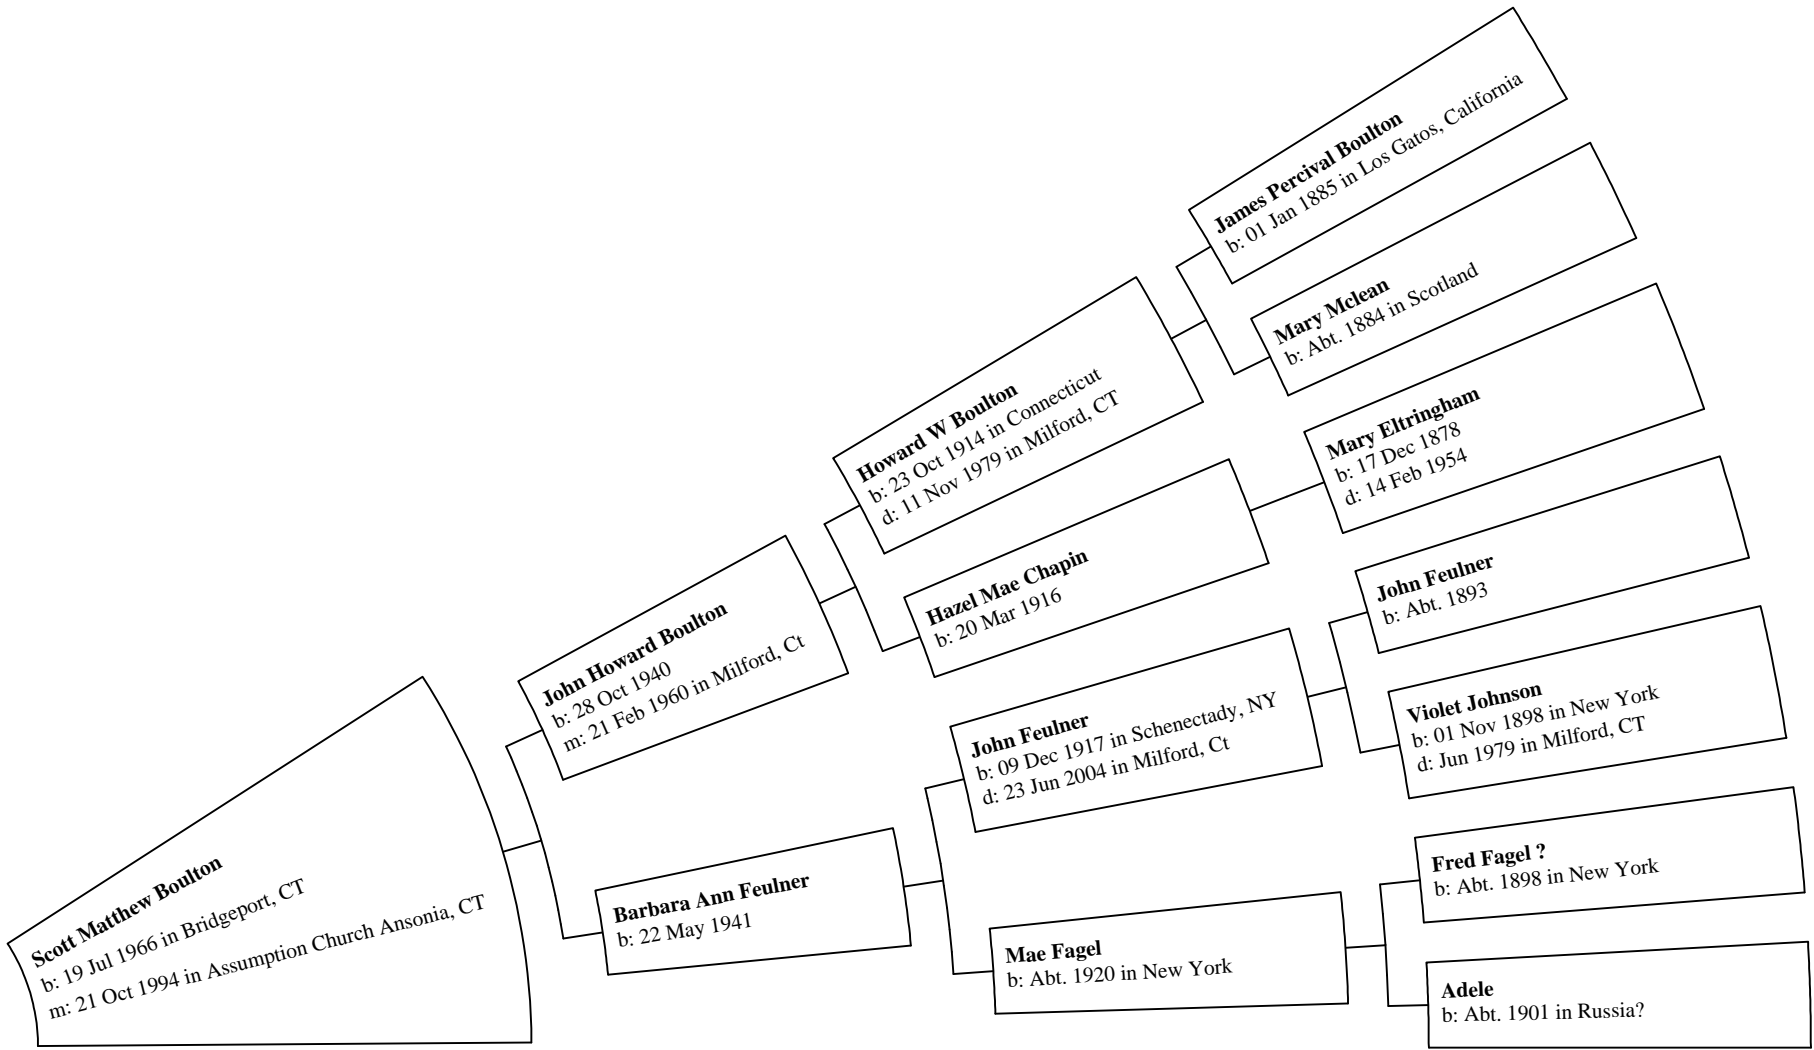 James Percival Boulton
b: 01 Jan 1885 in Los Gatos, California
Mary Mclean
b: Abt. 1884 in Scotland
Howard W Boulton
b: 23 Oct 1914 in Connecticut
d: 11 Nov 1979 in Milford, CT
Mary Eltringham
b: 17 Dec 1878
d: 14 Feb 1954
Hazel Mae Chapin
b: 20 Mar 1916
John Howard Boulton
b: 28 Oct 1940
m: 21 Feb 1960 in Milford, Ct
John Feulner
b: Abt. 1893
John Feulner
b: 09 Dec 1917 in Schenectady, NY
d: 23 Jun 2004 in Milford, Ct
Violet Johnson
b: 01 Nov 1898 in New York
d: Jun 1979 in Milford, CT
Scott Matthew Boulton
b: 19 Jul 1966 in Bridgeport, CT
m: 21 Oct 1994 in Assumption Church Ansonia, CT
Barbara Ann Feulner
b: 22 May 1941
Fred Fagel ?
b: Abt. 1898 in New York
Mae Fagel
b: Abt. 1920 in New York
Adele
b: Abt. 1901 in Russia?